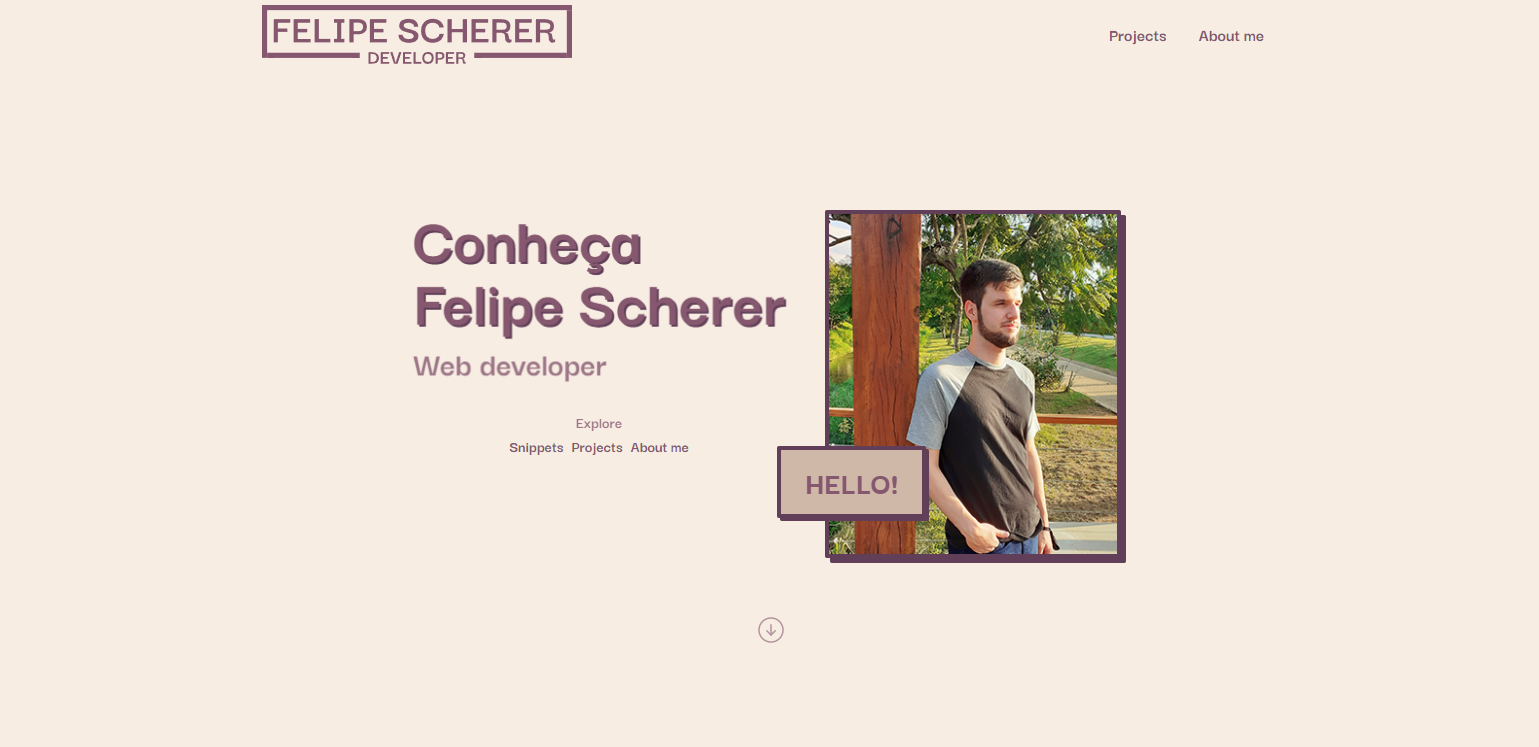 FELIPE SCHERER
DEVELOPER
Projects About me
Conheça
Felipe Scherer
Web developer
Explore
Snippets Projects About me
HELLO!